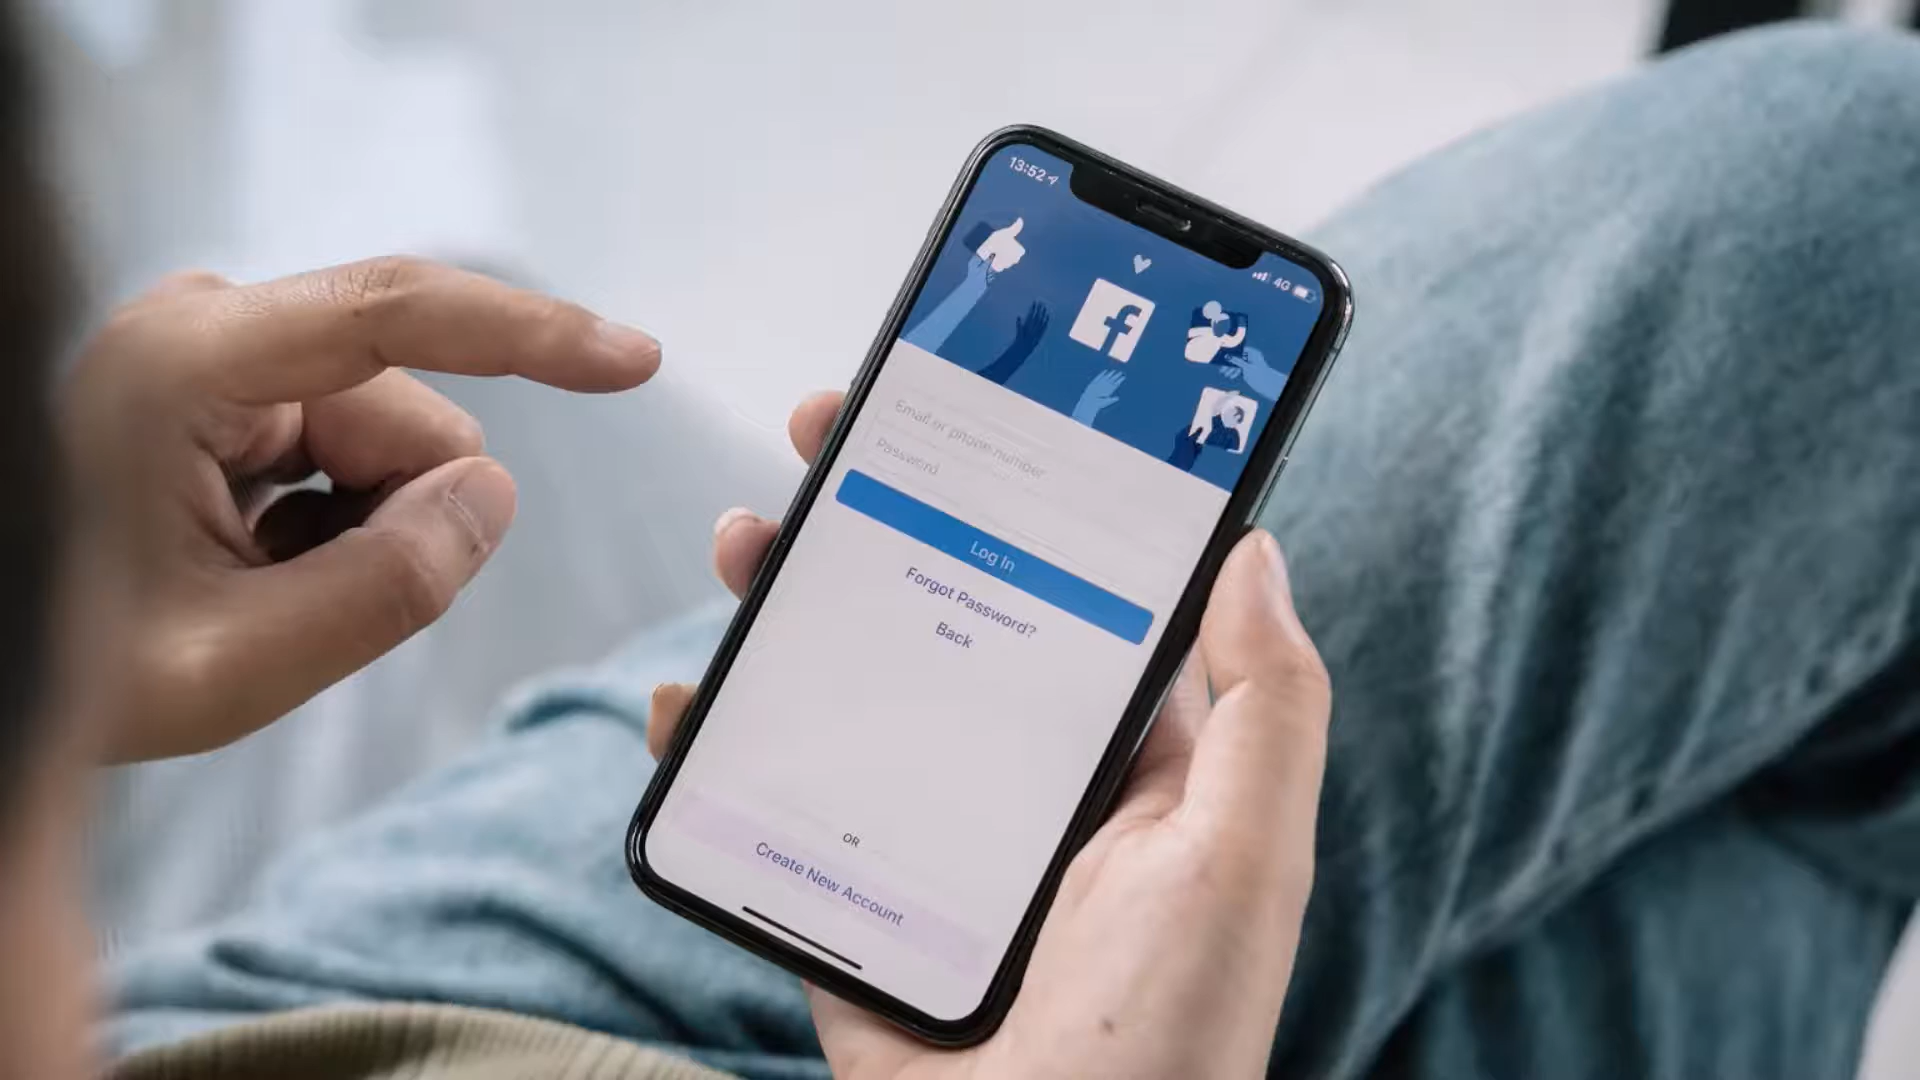 13:52
4G
f
Email or phone number
Password
Log In
Forgot Password?
Back
OR
Create New Account